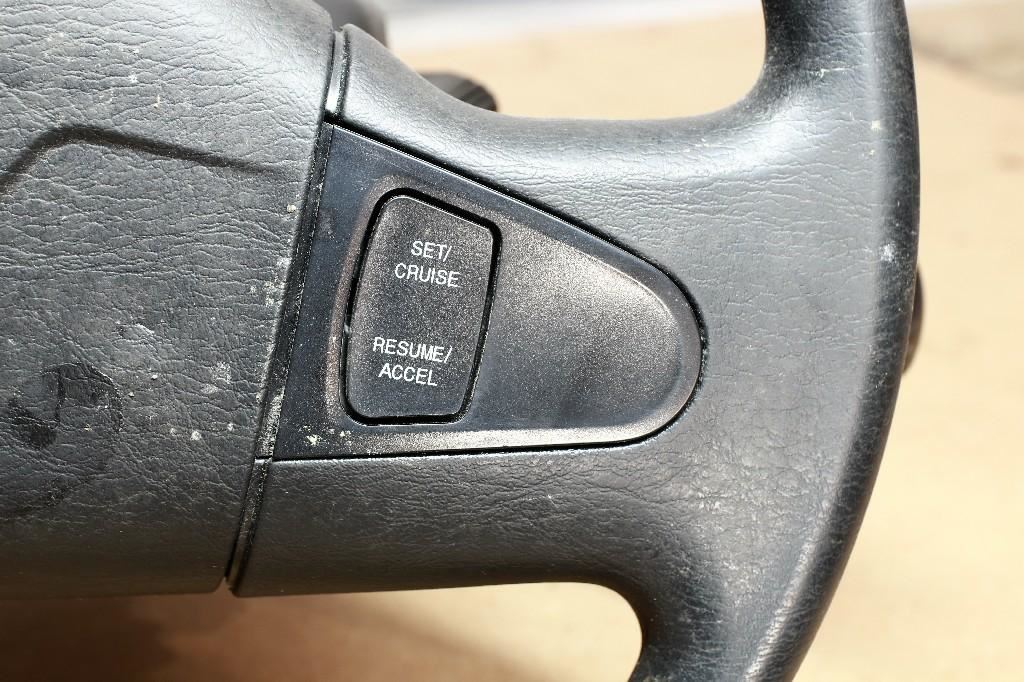 SET/
CRUISE
RESUME/
ACCEL